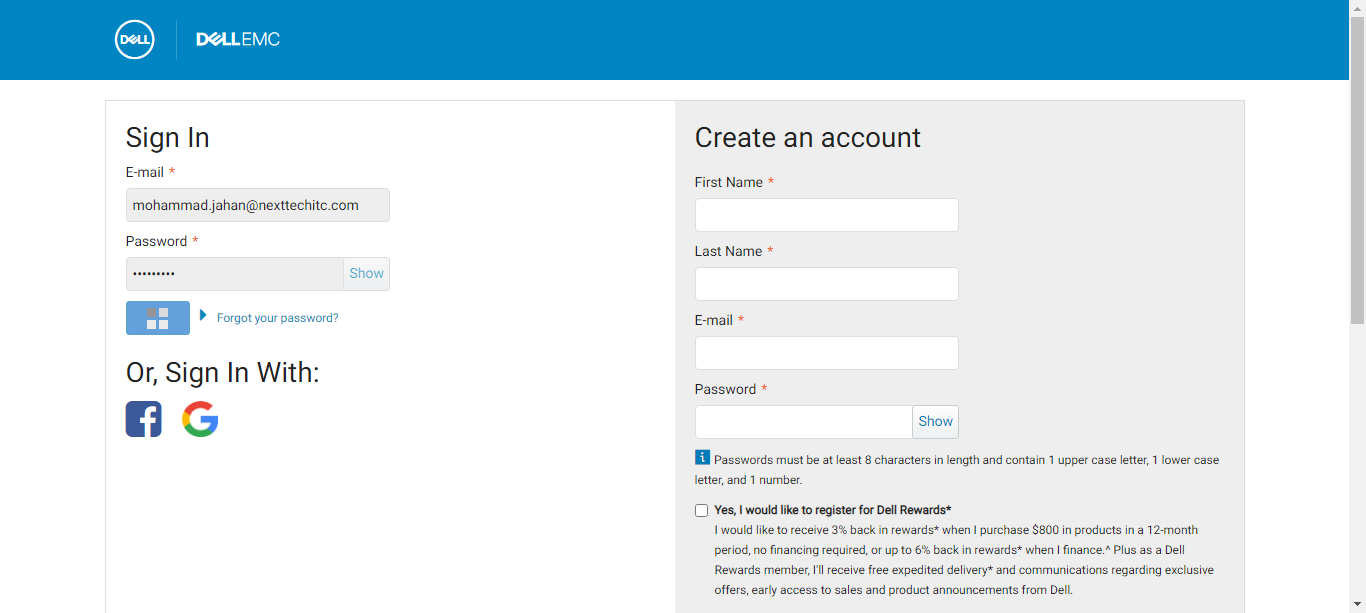 DELL
DELLEMC
Sign In
E-mail *
mohammad.jahan@nexttechitc.com
Password *
•••••••••
Show
Forgot your password?
Or, Sign In With:
f
G
Create an account
First Name *
Last Name *
E-mail *
Password *
Show
i Passwords must be at least 8 characters in length and contain 1 upper case letter, 1 lower case
letter, and 1 number.
Yes, I would like to register for Dell Rewards*
I would like to receive 3% back in rewards* when I purchase $800 in products in a 12-month
period, no financing required, or up to 6% back in rewards* when I finance.^ Plus as a Dell
Rewards member, I'll receive free expedited delivery* and communications regarding exclusive
offers, early access to sales and product announcements from Dell.